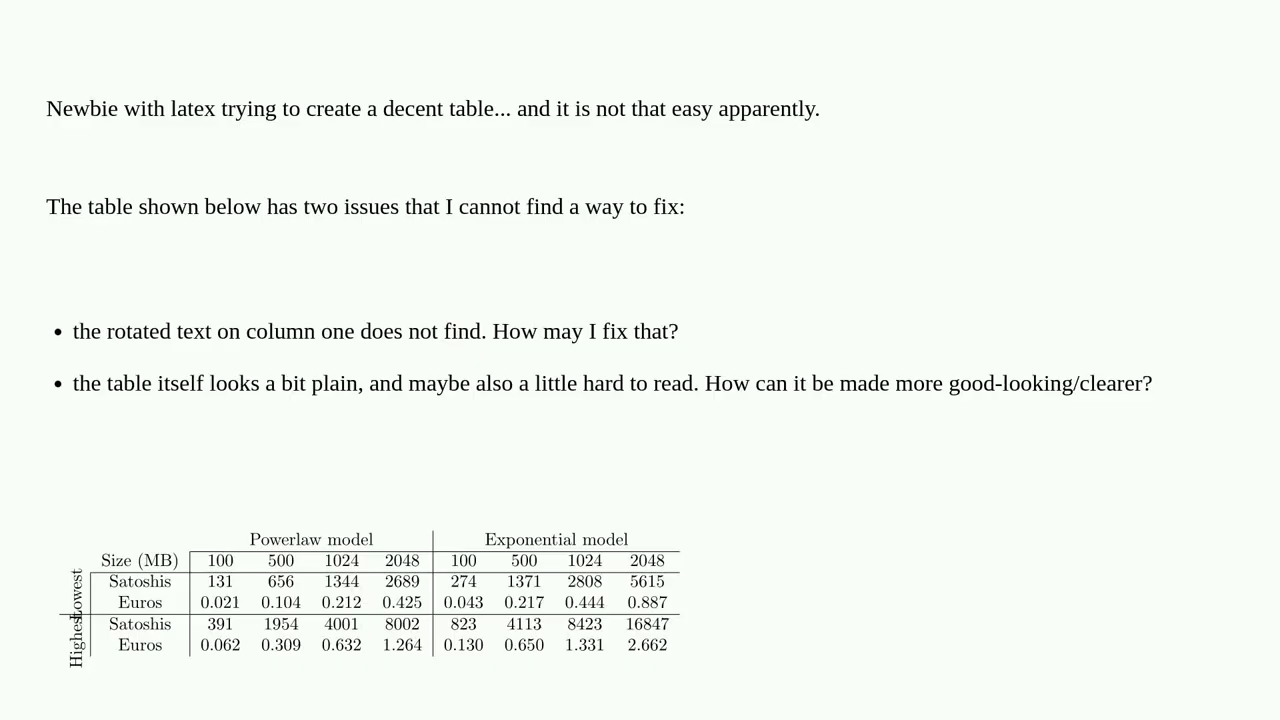 Newbie with latex trying to create a decent table... and it is not that easy apparently.
The table shown below has two issues that I cannot find a way to fix:
• the rotated text on column one does not find. How may I fix that?
• the table itself looks a bit plain, and maybe also a little hard to read. How can it be made more good-looking/clearer?
Powerlaw model Exponential model
Size (MB) 100 500 1024 2048 100 500 1024 2048
Lowest
Satoshis 131 656 1344 2689 274 1371 2808 5615
Euros 0.021 0.104 0.212 0.425 0.043 0.217 0.444 0.887
Highest
Satoshis 391 1954 4001 8002 823 4113 8423 16847
Euros 0.062 0.309 0.632 1.264 0.130 0.650 1.331 2.662